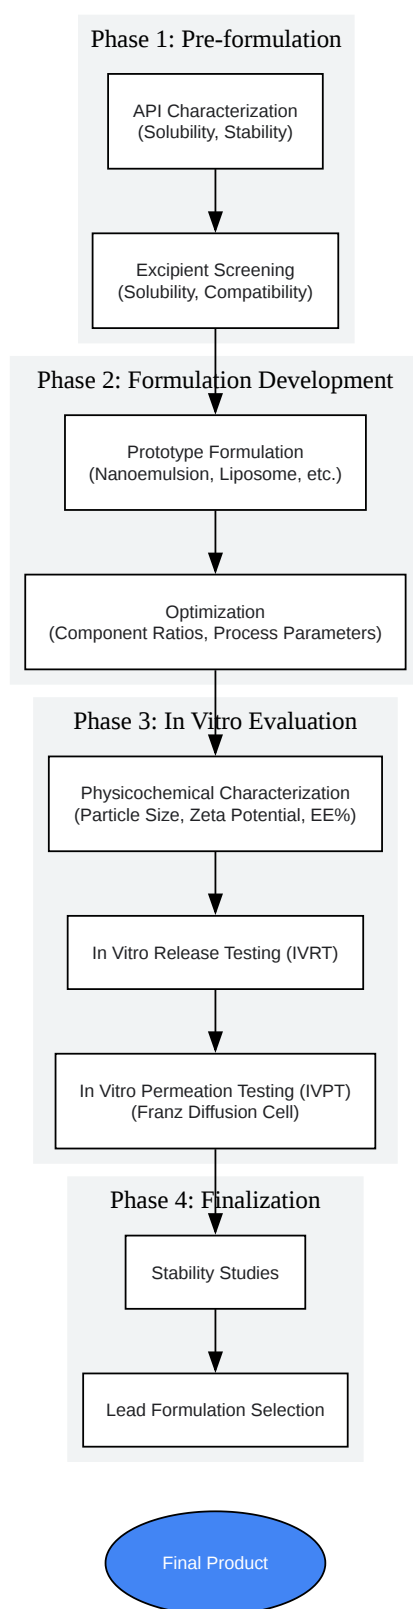 Phase 1: Pre-formulation
API Characterization
(Solubility, Stability)
Excipient Screening
(Solubility, Compatibility)
Phase 2: Formulation Development
Prototype Formulation
(Nanoemulsion, Liposome, etc.)
Optimization
(Component Ratios, Process Parameters)
Phase 3: In Vitro Evaluation
Physicochemical Characterization
(Particle Size, Zeta Potential, EE%)
In Vitro Release Testing (IVRT)
In Vitro Permeation Testing (IVPT)
(Franz Diffusion Cell)
Phase 4: Finalization
Stability Studies
Lead Formulation Selection
Final Product